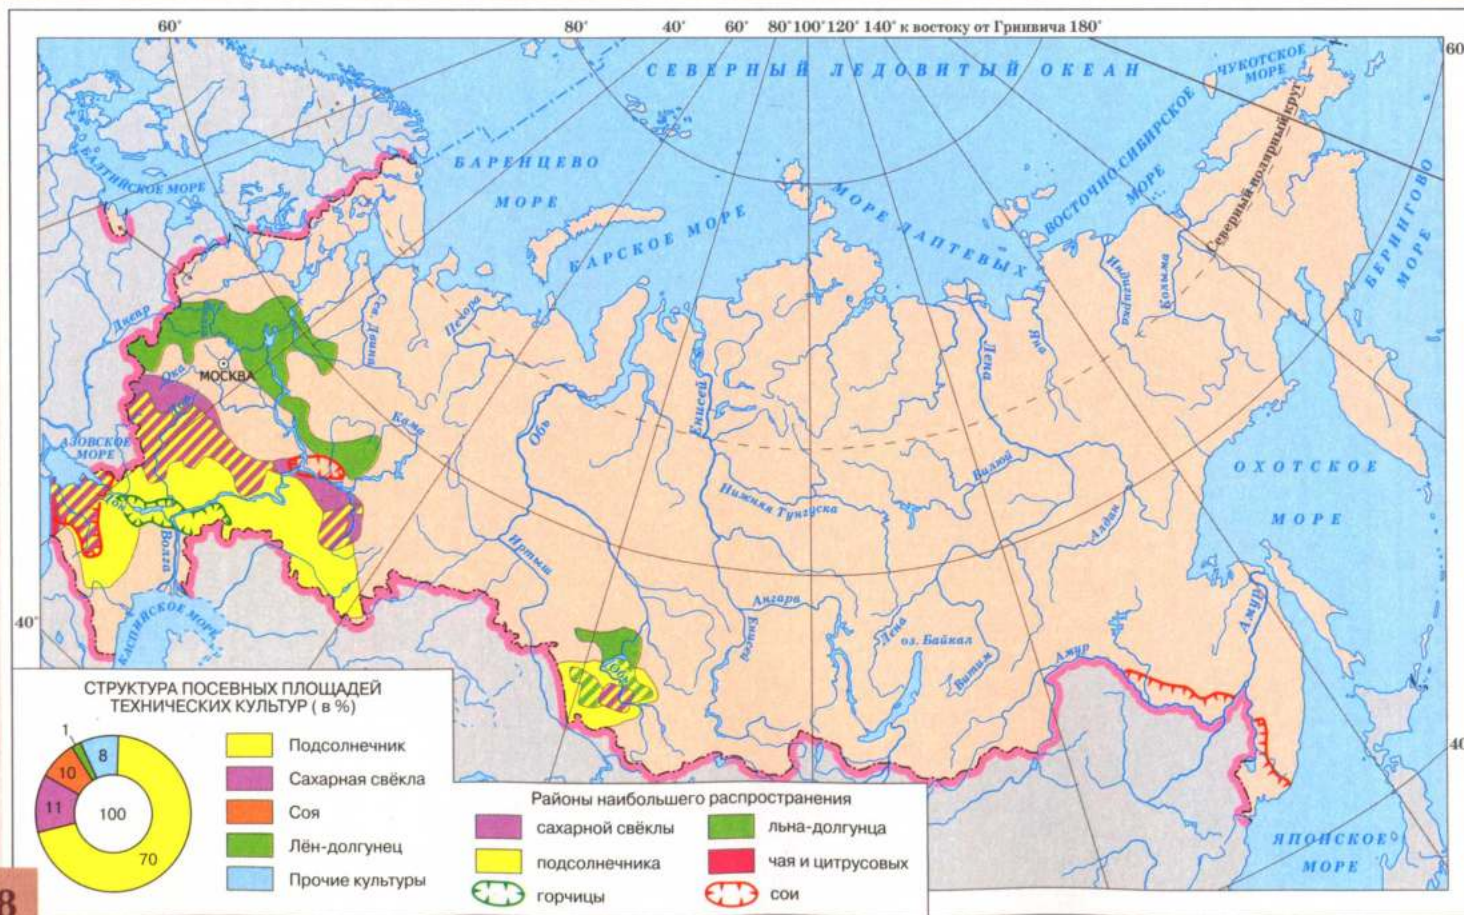 60° 80° 40° 60° 80° 100° 120° 140° к востоку от Гринвича 180°
60
СЕВЕРНЫЙ ЛЕДОВИТЫЙ ОКЕАН
ЧУКОТСКОЕ
МОРЕ
БАРЕНЦЕВО
МОРЕ
БАЛТИЙСКОЕ МОРЕ
КАРСКОЕ МОРЕ
МОРЕ ЛАПТЕВЫХ
ВОСТОЧНО-СИБИРСКОЕ
МОРЕ
Северный полярный круг
БЕРИНГОВО
МОРЕ
Днепр
Сев. Двина
Печора
Индигирка
Колыма
Яна
Лена
Ока
МОСКВА
Дон
Кама
Обь
Енисей
АЗОВСКОЕ
МОРЕ
Дон
Волга
Нижняя Тунгуска
Вилюй
Алдан
ОХОТСКОЕ
МОРЕ
Иртыш
Ангара
Енисей
Лена
оз. Байкал
Витим
Амур
Амур
Обь
КАСПИЙСКОЕ МОРЕ
40°
40
ЯПОНСКОЕ
МОРЕ
СТРУКТУРА ПОСЕВНЫХ ПЛОЩАДЕЙ
ТЕХНИЧЕСКИХ КУЛЬТУР ( в %)
1
8
10
11
100
70
Подсолнечник
Сахарная свёкла
Соя
Лён-долгунец
Прочие культуры
Районы наибольшего распространения
сахарной свёклы
подсолнечника
горчицы
льна-долгунца
чая и цитрусовых
сои
8